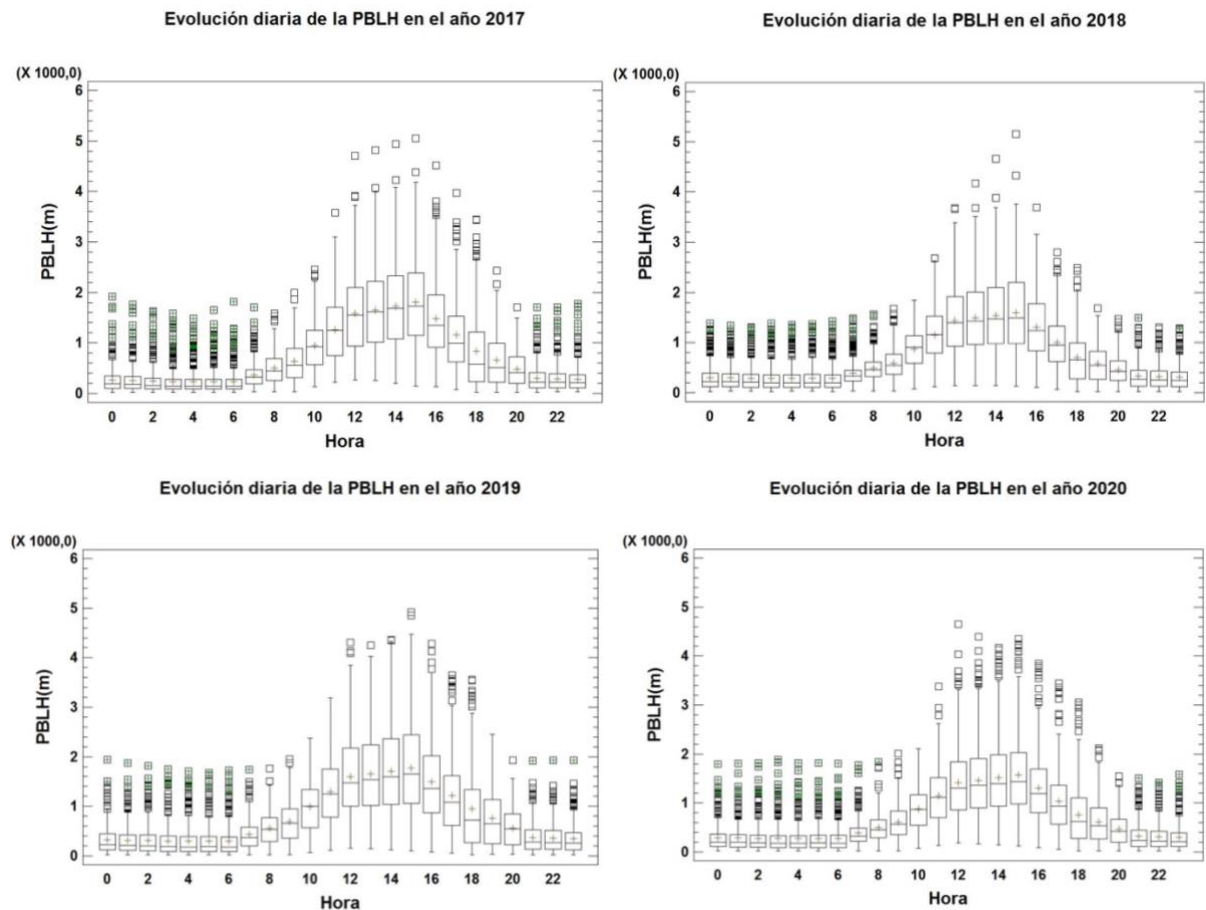 Evolución diaria de la PBLH en el año 2017
(X 1000,0)
6
5
4
3
2
1
0
PBLH(m)
0 2 4 6 8 10 12 14 16 18 20 22
Hora
Evolución diaria de la PBLH en el año 2018
(X 1000,0)
6
5
4
3
2
1
0
PBLH(m)
0 2 4 6 8 10 12 14 16 18 20 22
Hora
Evolución diaria de la PBLH en el año 2019
(X 1000,0)
6
5
4
3
2
1
0
PBLH(m)
0 2 4 6 8 10 12 14 16 18 20 22
Hora
Evolución diaria de la PBLH en el año 2020
(X 1000,0)
6
5
4
3
2
1
0
PBLH(m)
0 2 4 6 8 10 12 14 16 18 20 22
Hora